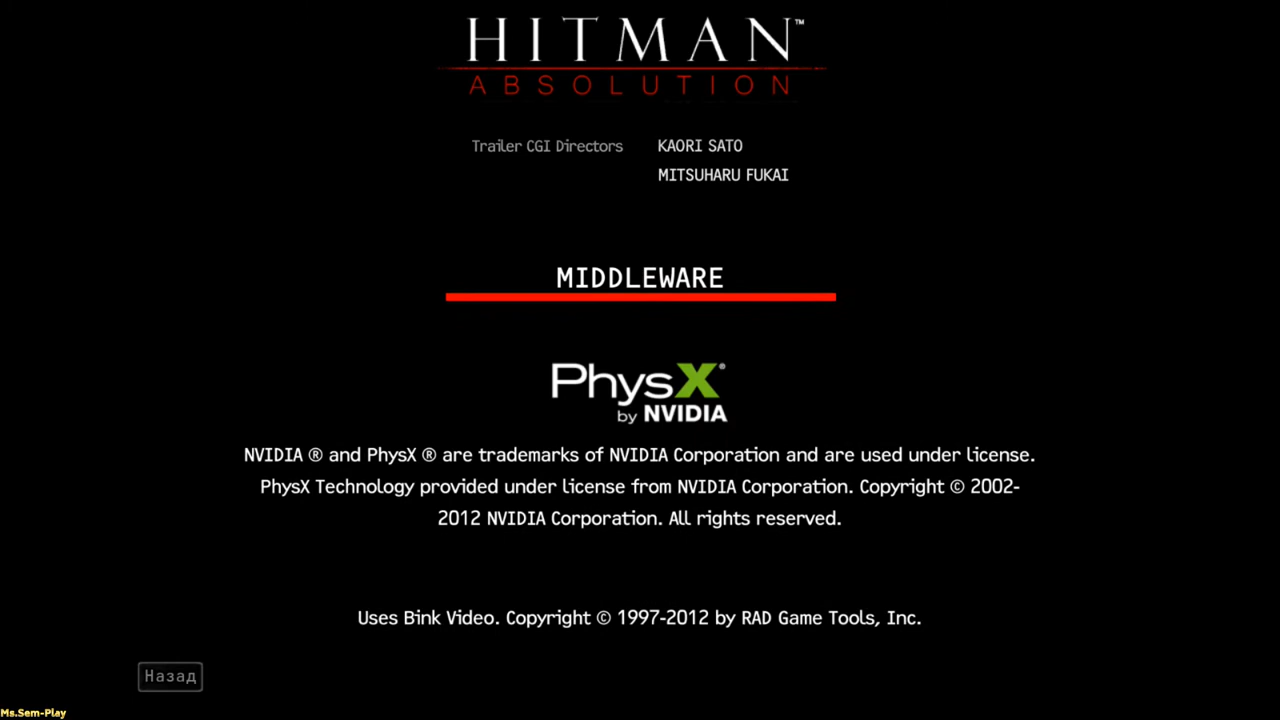 HITMAN™
ABSOLUTION
Trailer CGI Directors KAORI SATO
MITSUHARU FUKAI
MIDDLEWARE
PhysX®
by NVIDIA
NVIDIA ® and PhysX ® are trademarks of NVIDIA Corporation and are used under license.
PhysX Technology provided under license from NVIDIA Corporation. Copyright © 2002-
2012 NVIDIA Corporation. All rights reserved.
Uses Bink Video. Copyright © 1997-2012 by RAD Game Tools, Inc.
Назад
Ms.Sem-Play